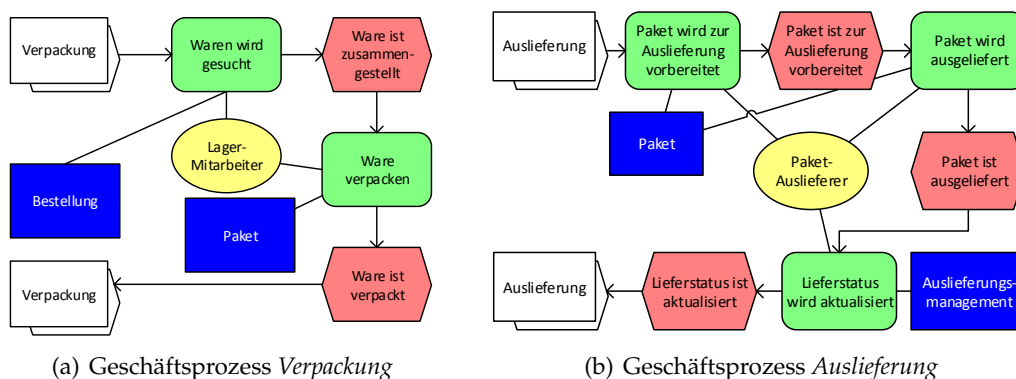 Verpackung
Waren wird
gesucht
Ware ist
zusammen-
gestellt
Lager-
Mitarbeiter
Ware
verpacken
Bestellung
Paket
Verpackung
Ware ist
verpackt
(a) Geschäftsprozess Verpackung
Auslieferung
Paket wird zur
Auslieferung
vorbereitet
Paket ist zur
Auslieferung
vorbereitet
Paket wird
ausgeliefert
Paket
Paket-
Auslieferer
Paket ist
ausgeliefert
Auslieferung
Lieferstatus ist
aktualisiert
Lieferstatus
wird aktualisiert
Auslieferungs-
management
(b) Geschäftsprozess Auslieferung